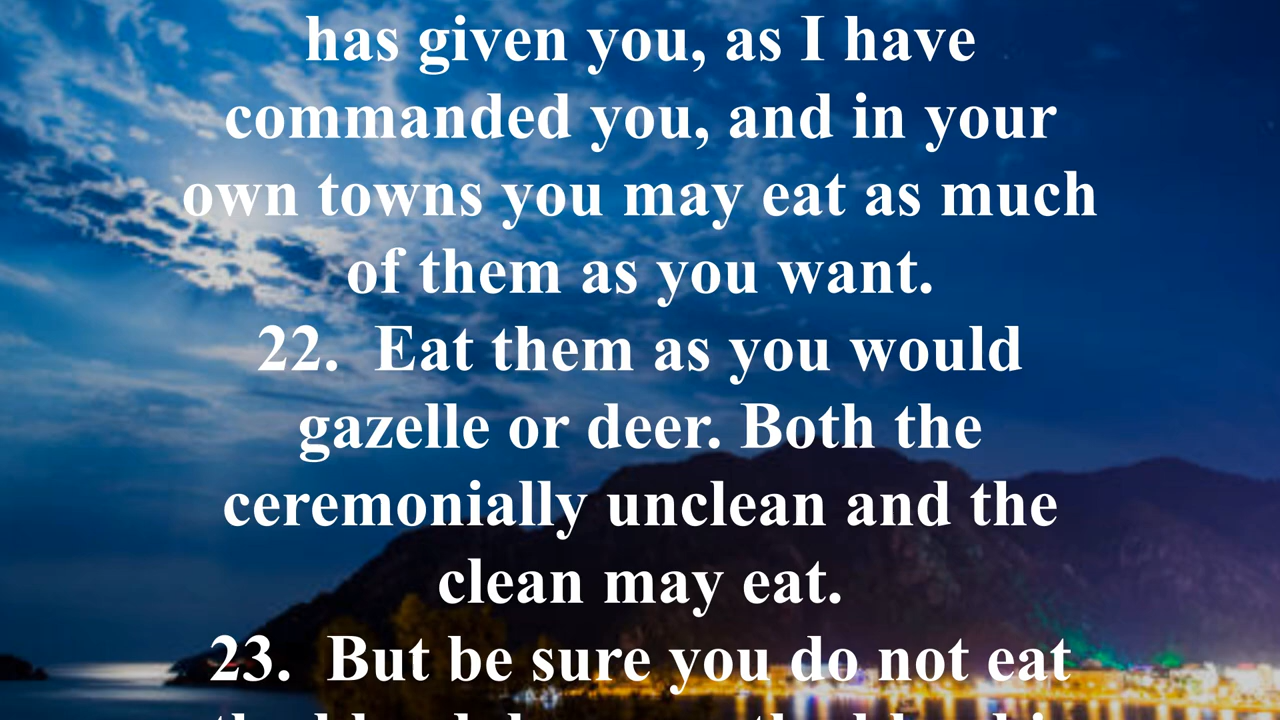 has given you, as I have
commanded you, and in your
own towns you may eat as much
of them as you want.
22.  Eat them as you would
gazelle or deer. Both the
ceremonially unclean and the
clean may eat.
23.  But be sure you do not eat